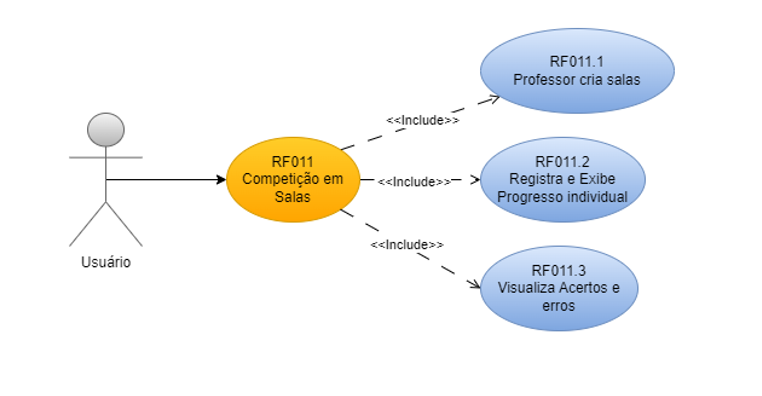 RF011.1
Professor cria salas
<<Include>>
RF011
Competição em
Salas
<<Include>>
RF011.2
Registra e Exibe
Progresso individual
<<Include>>
Usuário
RF011.3
Visualiza Acertos e
erros